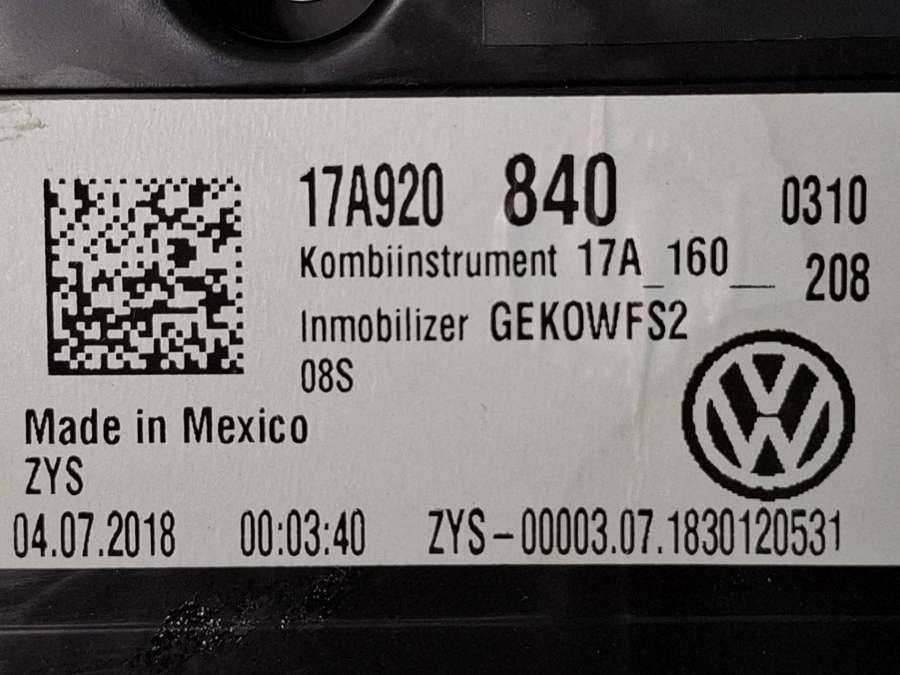 17A920 840 0310
Kombiinstrument 17A_160__ 208
Inmobilizer GEKOWFS2
08S
Made in Mexico
ZYS
04.07.2018 00:03:40 ZYS-00003.07.1830120531